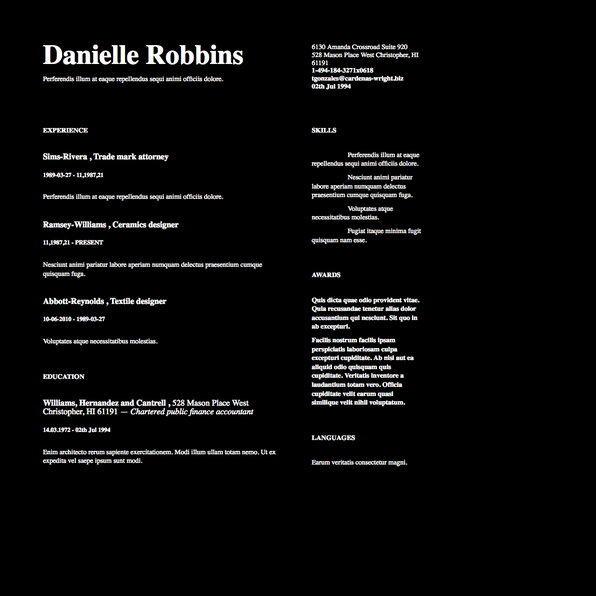 Danielle Robbins
Perferendis illum at eaque repellendus sequi animi officiis dolore.
6130 Amanda Crossroad Suite 920
528 Mason Place West Christopher, HI
61191
1-494-184-3271x0618
tgonzales@cardenas-wright.biz
02th Jul 1994
EXPERIENCE
Sims-Rivera , Trade mark attorney
1989-03-27 - 11,1987,21
Perferendis illum at eaque repellendus sequi animi officiis dolore.
Ramsey-Williams , Ceramics designer
11,1987,21 - PRESENT
Nesciunt animi pariatur labore aperiam numquam delectus praesentium cumque
quisquam fuga.
Abbott-Reynolds , Textile designer
10-06-2010 - 1989-03-27
Voluptates atque necessitatibus molestias.
EDUCATION
Williams, Hernandez and Cantrell , 528 Mason Place West
Christopher, HI 61191 — Chartered public finance accountant
14.03.1972 - 02th Jul 1994
Enim architecto rerum sapiente exercitationem. Modi illum ullam totam nemo. Ut ex
expedita vel saepe ipsum sunt modi.
SKILLS
Perferendis illum at eaque
repellendus sequi animi officiis dolore.
Nesciunt animi pariatur
labore aperiam numquam delectus
praesentium cumque quisquam fuga.
Voluptates atque
necessitatibus molestias.
Fugiat itaque minima fugit
quisquam nam esse.
AWARDS
Quis dicta quae odio provident vitae.
Quia recusandae tenetur alias dolor
accusantium qui nesciunt. Sit quo in
ab excepturi.
Facilis nostrum facilis ipsam
perspiciatis laboriosam culpa
excepturi cupiditate. Ab nisi aut ea
aliquid odio quisquam quis
cupiditate. Veritatis inventore a
laudantium totam vero. Officia
cupiditate velit earum quasi
similique velit nihil voluptatum.
LANGUAGES
Earum veritatis consectetur magni.